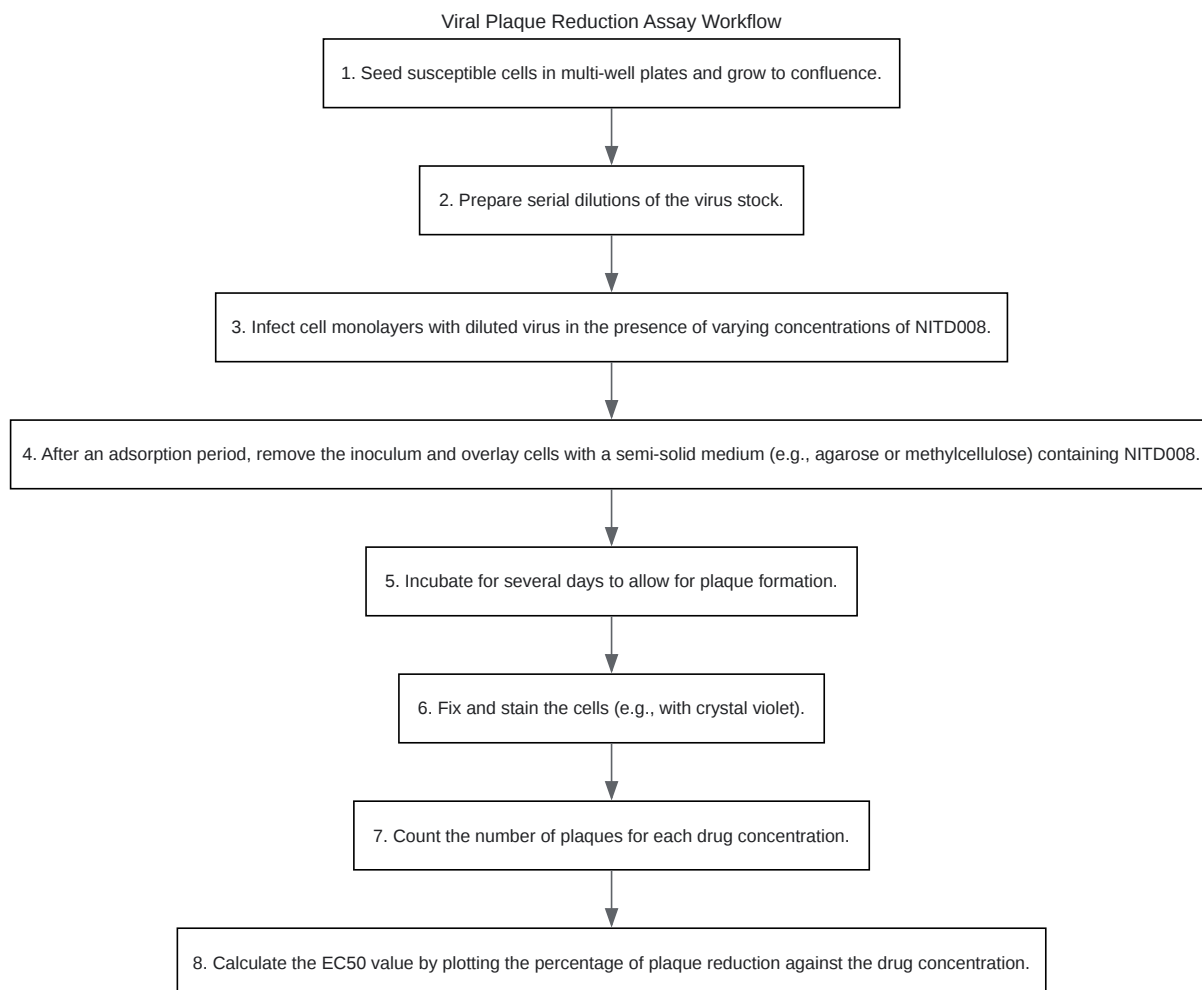 Viral Plaque Reduction Assay Workflow
1. Seed susceptible cells in multi-well plates and grow to confluence.
2. Prepare serial dilutions of the virus stock.
3. Infect cell monolayers with diluted virus in the presence of varying concentrations of NITD008.
4. After an adsorption period, remove the inoculum and overlay cells with a semi-solid medium (e.g., agarose or methylcellulose) containing NITD008.
5. Incubate for several days to allow for plaque formation.
6. Fix and stain the cells (e.g., with crystal violet).
7. Count the number of plaques for each drug concentration.
8. Calculate the EC50 value by plotting the percentage of plaque reduction against the drug concentration.